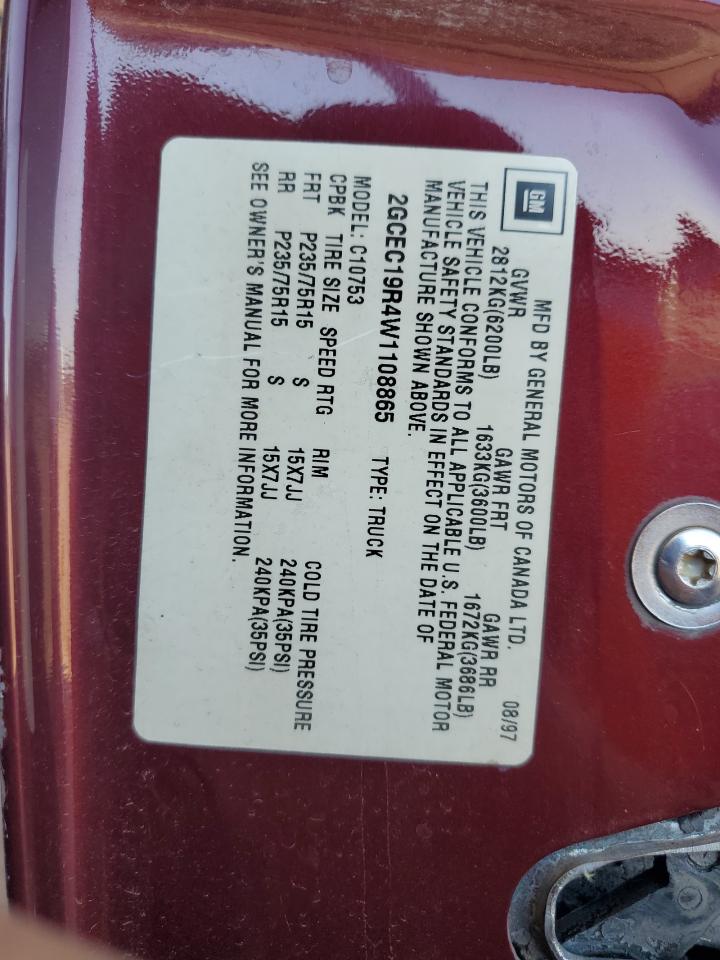 GM
MFD BY GENERAL MOTORS OF CANADA LTD. 08/97
GVWR GAWR FRT GAWR RR
2812KG(6200LB) 1633KG(3600LB) 1672KG(3686LB)
THIS VEHICLE CONFORMS TO ALL APPLICABLE U.S. FEDERAL MOTOR
VEHICLE SAFETY STANDARDS IN EFFECT ON THE DATE OF
MANUFACTURE SHOWN ABOVE.
2GCEC19R4W1108865 TYPE: TRUCK
MODEL: C10753
CPBK TIRE SIZE SPEED RTG RIM COLD TIRE PRESSURE
FRT P235/75R15 S 15X7JJ 240KPA(35PSI)
RR P235/75R15 S 15X7JJ 240KPA(35PSI)
SEE OWNER'S MANUAL FOR MORE INFORMATION.